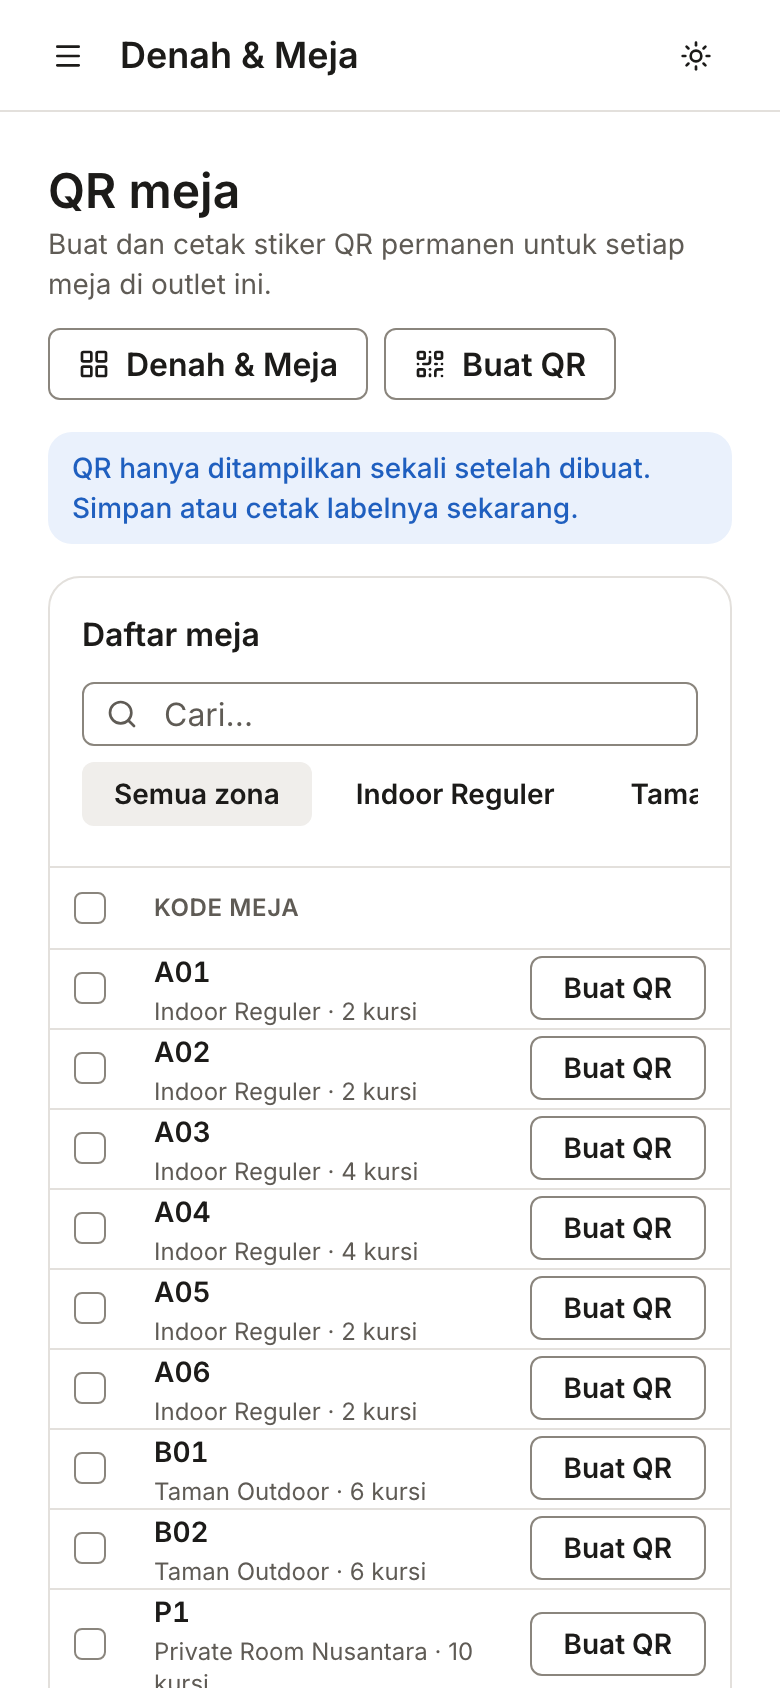 Denah & Meja
QR meja
Buat dan cetak stiker QR permanen untuk setiap
meja di outlet ini.
Denah & Meja
Buat QR
QR hanya ditampilkan sekali setelah dibuat.
Simpan atau cetak labelnya sekarang.
Daftar meja
Cari...
Semua zona
Indoor Reguler
Tama
KODE MEJA
A01
Indoor Reguler · 2 kursi
Buat QR
A02
Indoor Reguler · 2 kursi
Buat QR
A03
Indoor Reguler · 4 kursi
Buat QR
A04
Indoor Reguler · 4 kursi
Buat QR
A05
Indoor Reguler · 2 kursi
Buat QR
A06
Indoor Reguler · 2 kursi
Buat QR
B01
Taman Outdoor · 6 kursi
Buat QR
B02
Taman Outdoor · 6 kursi
Buat QR
P1
Private Room Nusantara · 10
kursi
Buat QR